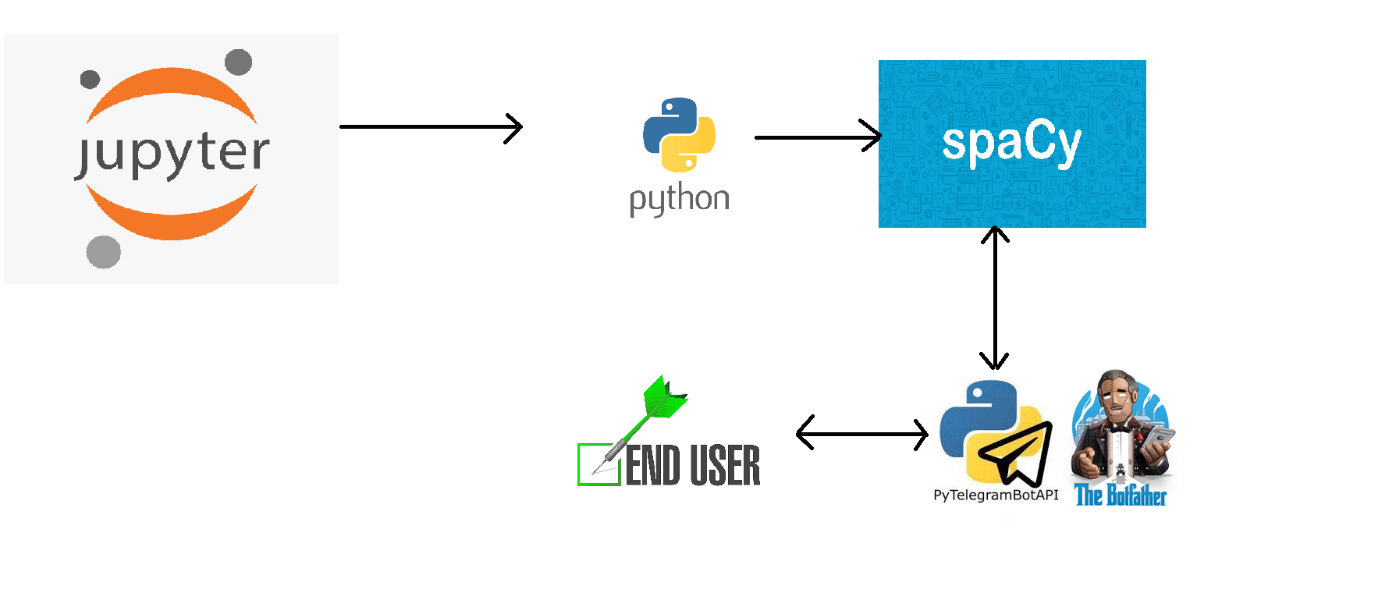 jupyter
python
spaCy
END USER
PyTelegramBotAPI
The Botfather